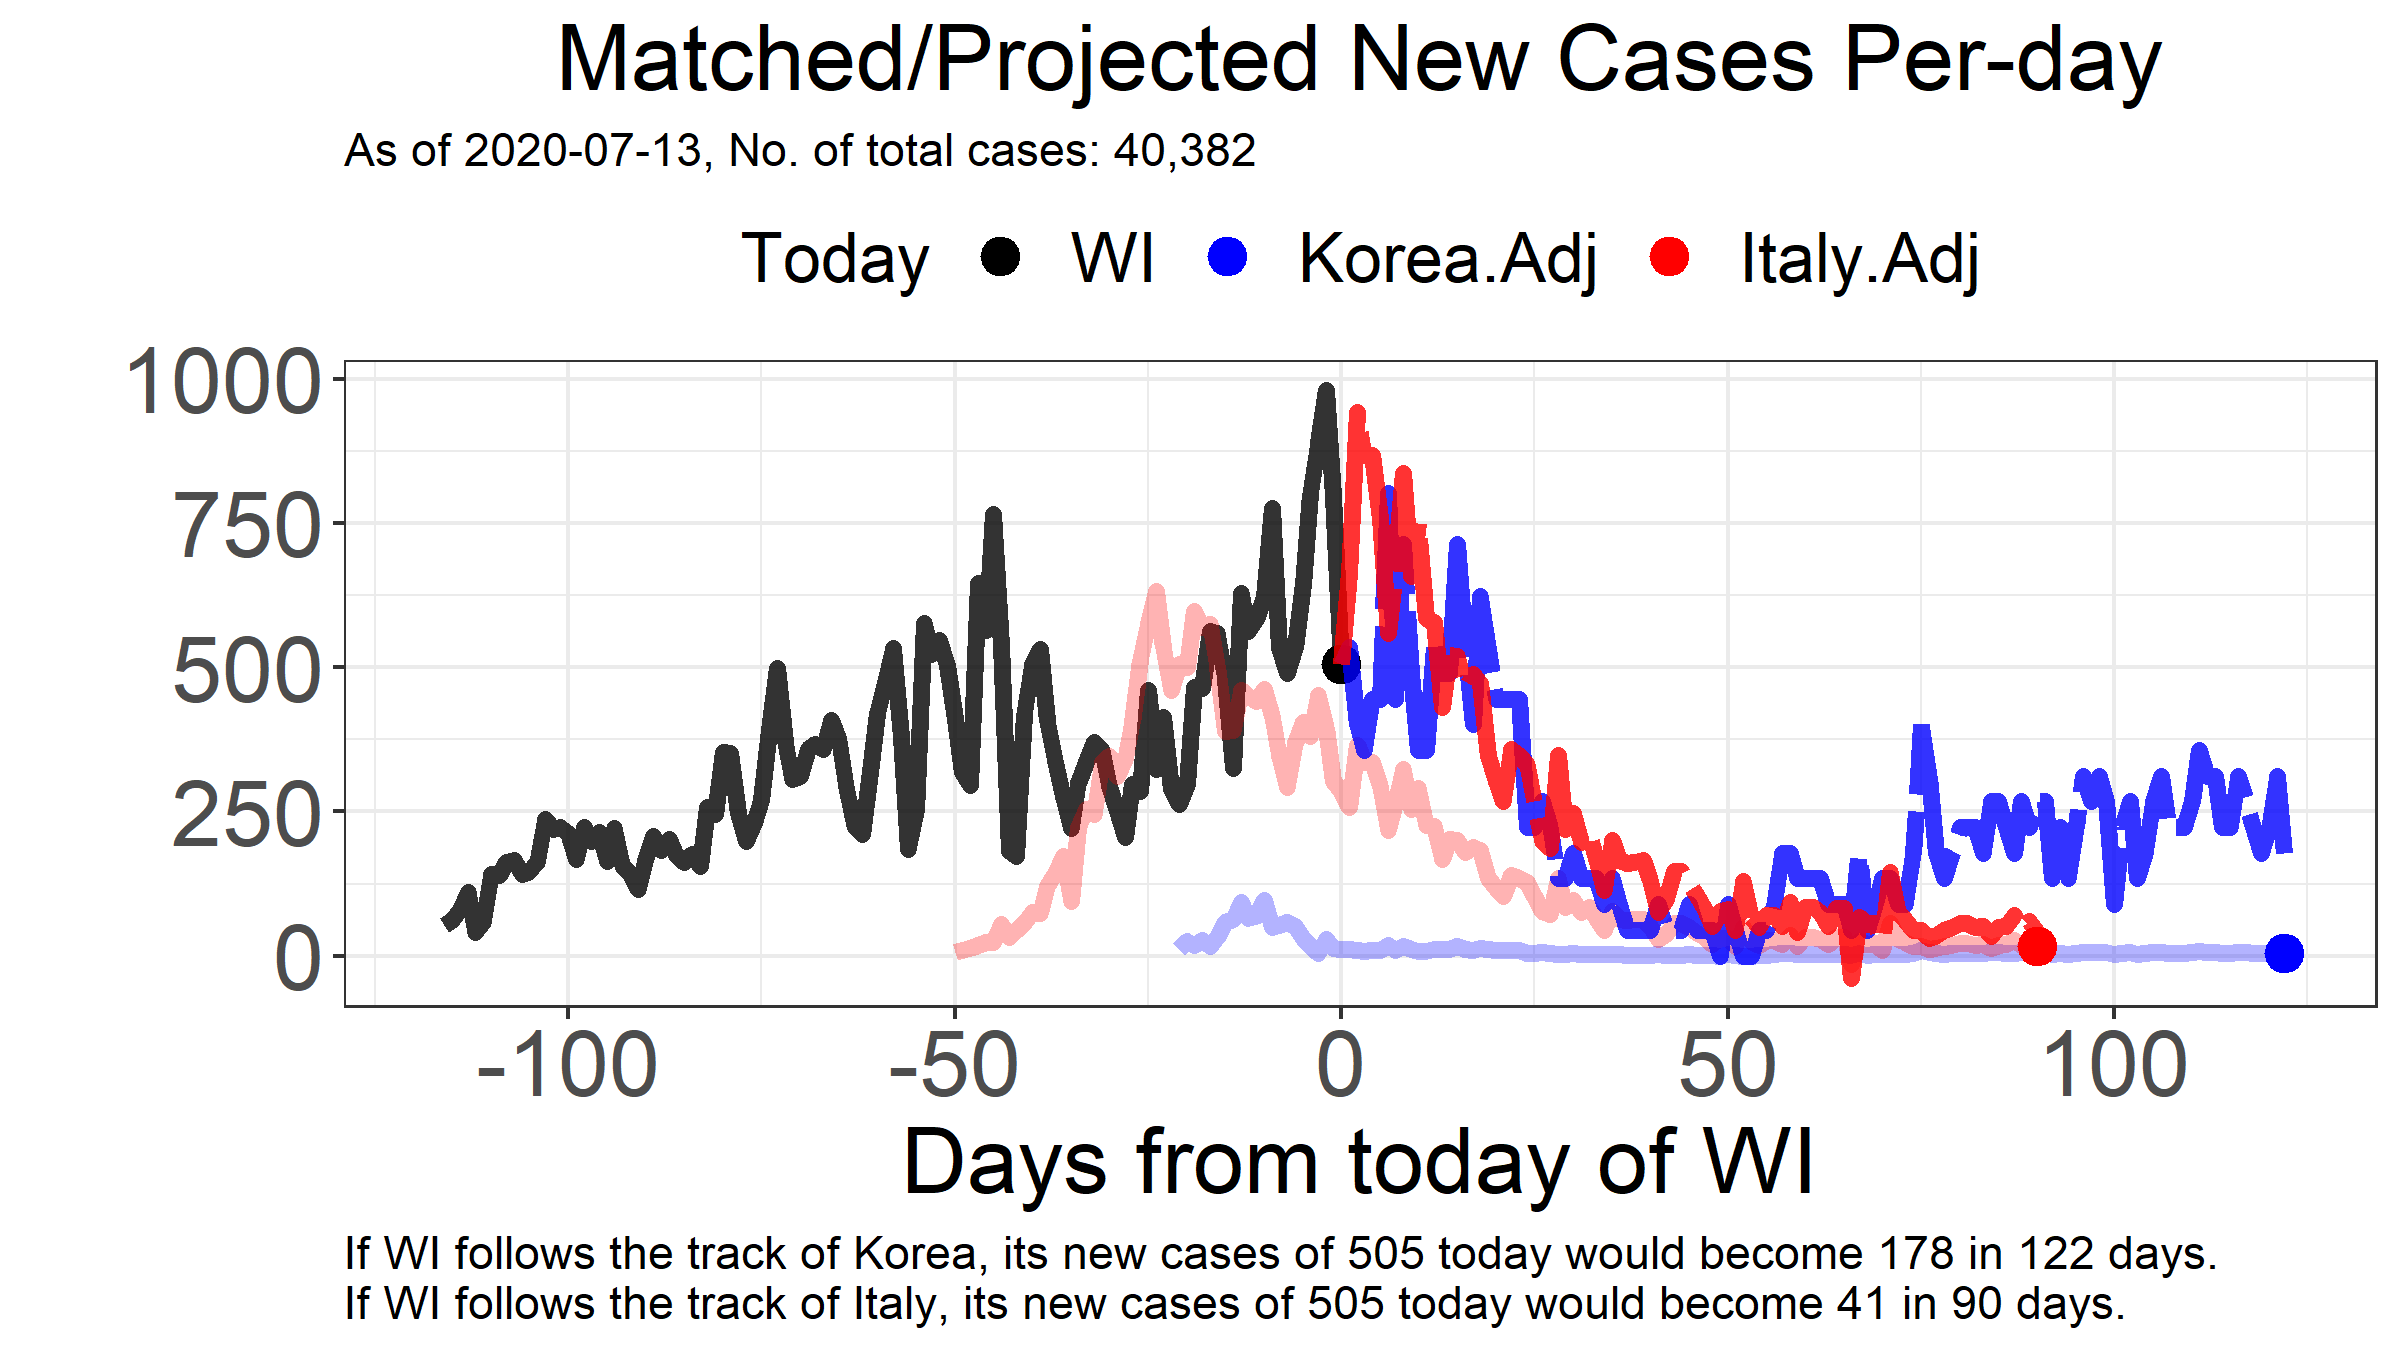 Matched/Projected New Cases Per-day
As of 2020-07-13, No. of total cases: 40,382
Today WI Korea.Adj Italy.Adj
1000
750
500
250
0
-100 -50 0 50 100
Days from today of WI
If WI follows the track of Korea, its new cases of 505 today would become 178 in 122 days.
If WI follows the track of Italy, its new cases of 505 today would become 41 in 90 days.